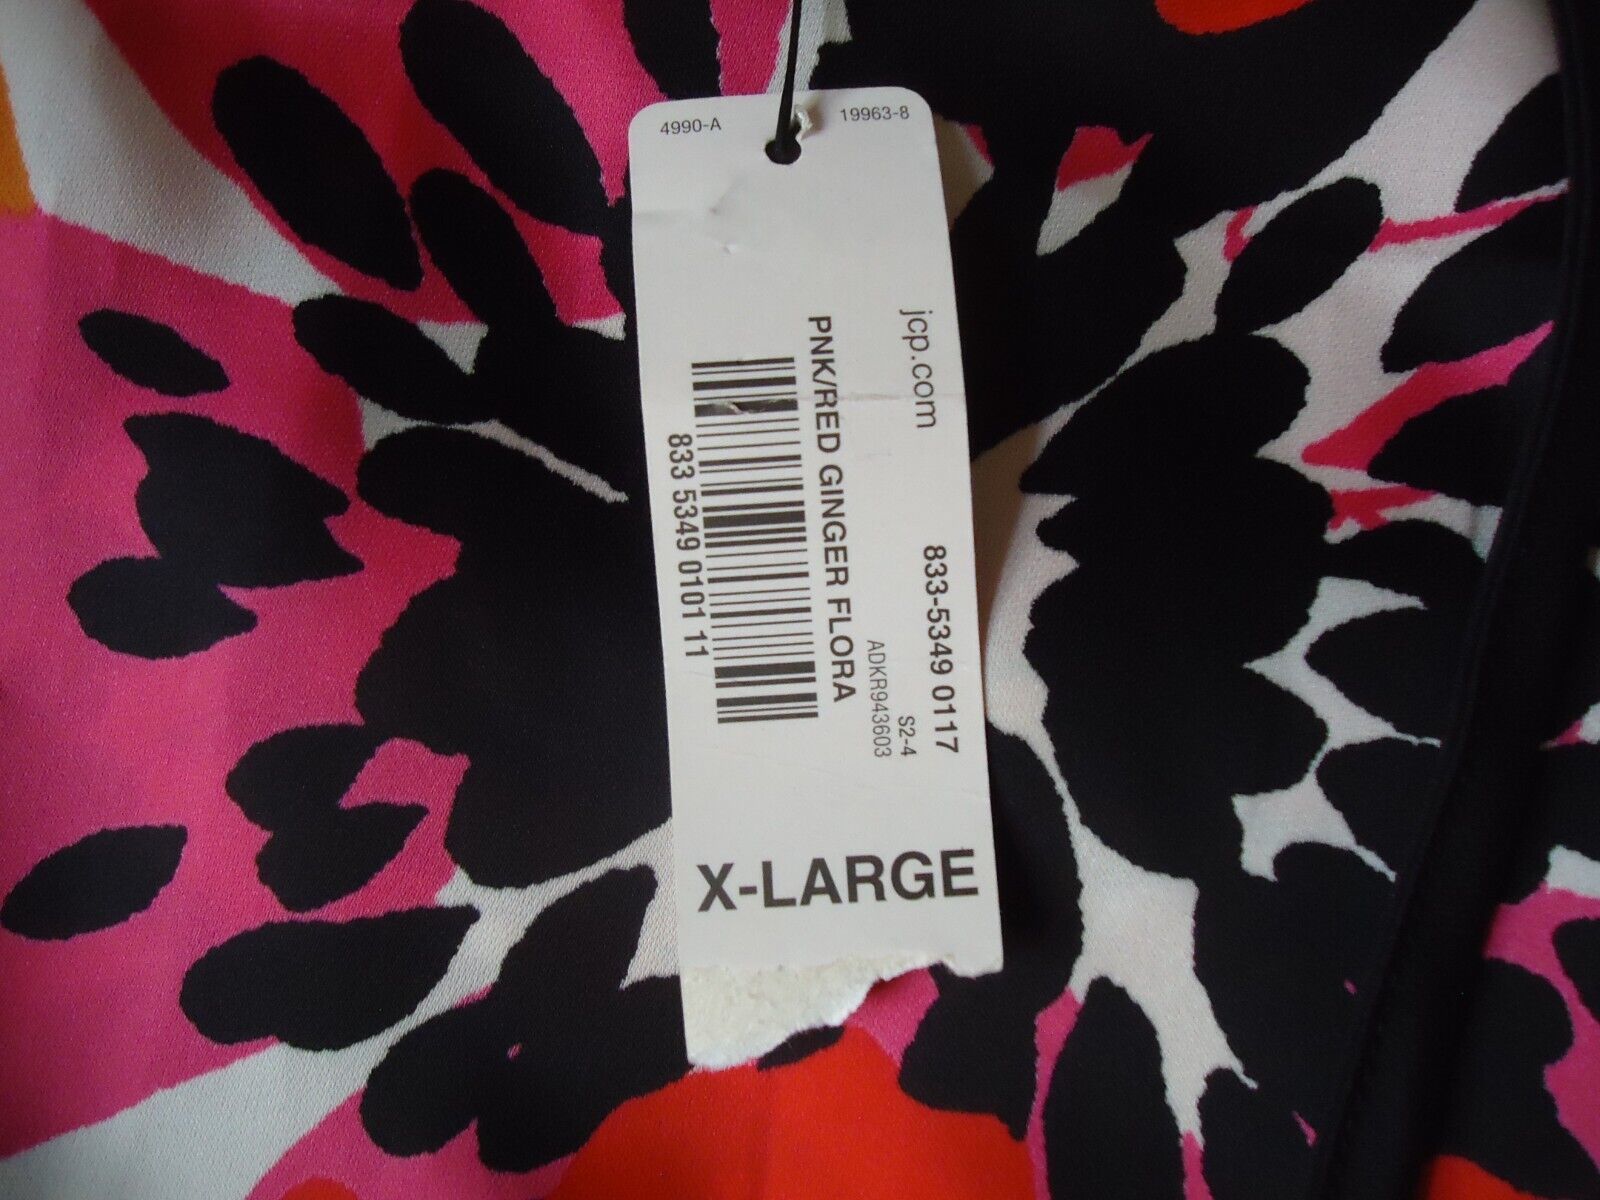 4990-A
19963-8
jcp.com
833-5349 0117
S2-4
ADKR943603
PNK/RED GINGER FLORA
833 5349 0101 11
X-LARGE